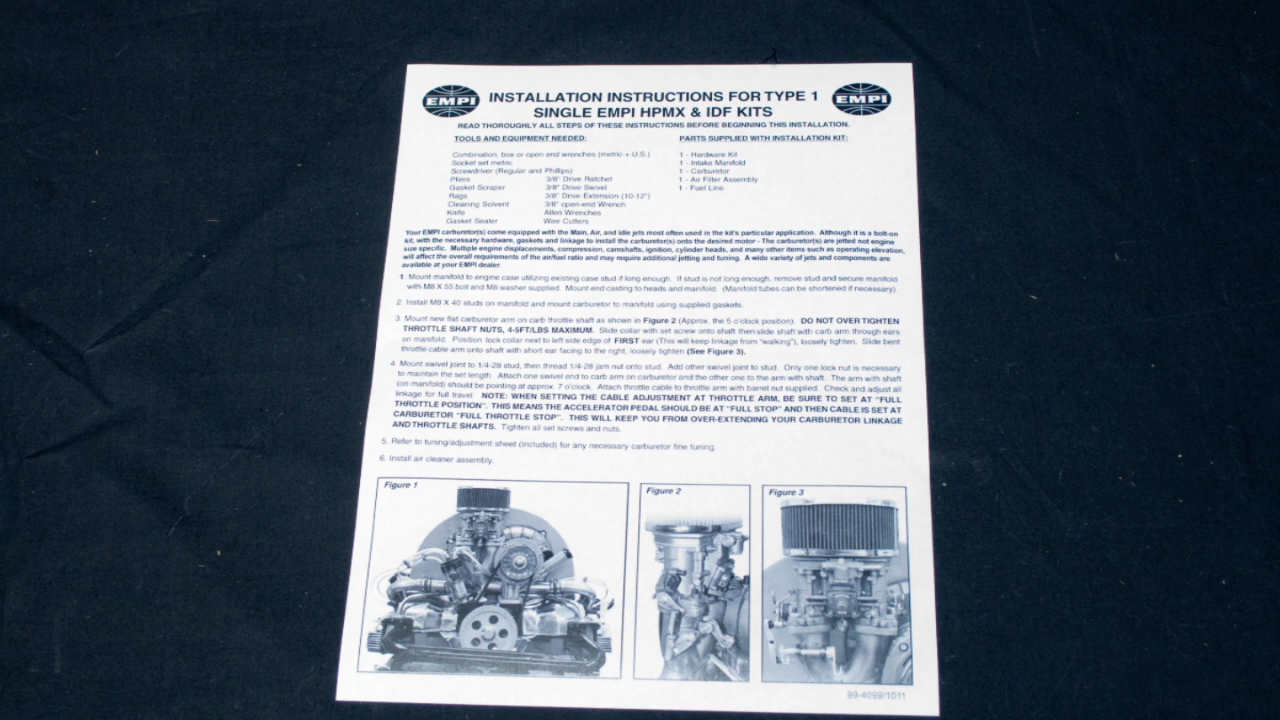 EMPI INSTALLATION INSTRUCTIONS FOR TYPE 1 EMPI
SINGLE EMPI HPMX & IDF KITS
READ THOROUGHLY ALL STEPS OF THESE INSTRUCTIONS BEFORE BEGINNING THIS INSTALLATION.
TOOLS AND EQUIPMENT NEEDED:
Combination, box or open end wrenches (metric + U.S.)
Socket set metric
Screwdriver (Regular and Phillips)
Pliers 3/8" Drive Ratchet
Gasket Scraper 3/8" Drive Swivel
Rags 3/8" Drive Extension (10-12")
Cleaning Solvent 3/8" open-end Wrench
Knife Allen Wrenches
Gasket Sealer Wire Cutters
PARTS SUPPLIED WITH INSTALLATION KIT:
1 - Hardware Kit
1 - Intake Manifold
1 - Carburetor
1 - Air Filter Assembly
1 - Fuel Line
Your EMPI carburetor(s) come equipped with the Main, Air, and Idle jets most often used in the kit's particular application. Although it is a bolt-on
kit, with the necessary hardware, gaskets and linkage to install the carburetor(s) onto the desired motor - The carburetor(s) are jetted not engine
size specific. Multiple engine displacements, compression, camshafts, ignition, cylinder heads, and many other items such as operating elevation,
will affect the overall requirements of the air/fuel ratio and may require additional jetting and tuning. A wide variety of jets and components are
available at your EMPI dealer.
1. Mount manifold to engine case utilizing existing case stud if long enough. If stud is not long enough, remove stud and secure manifold
with M8 X 55 bolt and M8 washer supplied. Mount end casting to heads and manifold. (Manifold tubes can be shortened if necessary).
2. Install M8 X 40 studs on manifold and mount carburetor to manifold using supplied gaskets.
3. Mount new flat carburetor arm on carb throttle shaft as shown in Figure 2 (Approx. the 5 o'clock position). DO NOT OVER TIGHTEN
THROTTLE SHAFT NUTS, 4-5FT/LBS MAXIMUM. Slide collar with set screw onto shaft then slide shaft with carb arm through ears
on manifold. Position lock collar next to left side edge of FIRST ear (This will keep linkage from "walking"), loosely tighten. Slide bent
throttle cable arm onto shaft with short ear facing to the right, loosely tighten (See Figure 3).
4. Mount swivel joint to 1/4-28 stud, then thread 1/4-28 jam nut onto stud. Add other swivel joint to stud. Only one lock nut is necessary
to maintain the set length. Attach one swivel end to carb arm on carburetor and the other one to the arm with shaft. The arm with shaft
(on manifold) should be pointing at approx. 7 o'clock. Attach throttle cable to throttle arm with barrel nut supplied. Check and adjust all
linkage for full travel. NOTE: WHEN SETTING THE CABLE ADJUSTMENT AT THROTTLE ARM, BE SURE TO SET AT "FULL
THROTTLE POSITION". THIS MEANS THE ACCELERATOR PEDAL SHOULD BE AT "FULL STOP" AND THEN CABLE IS SET AT
CARBURETOR "FULL THROTTLE STOP". THIS WILL KEEP YOU FROM OVER-EXTENDING YOUR CARBURETOR LINKAGE
AND THROTTLE SHAFTS. Tighten all set screws and nuts.
5. Refer to tuning/adjustment sheet (included) for any necessary carburetor fine tuning.
6. Install air cleaner assembly.
Figure 1
Figure 2
Figure 3
99-4099/1011